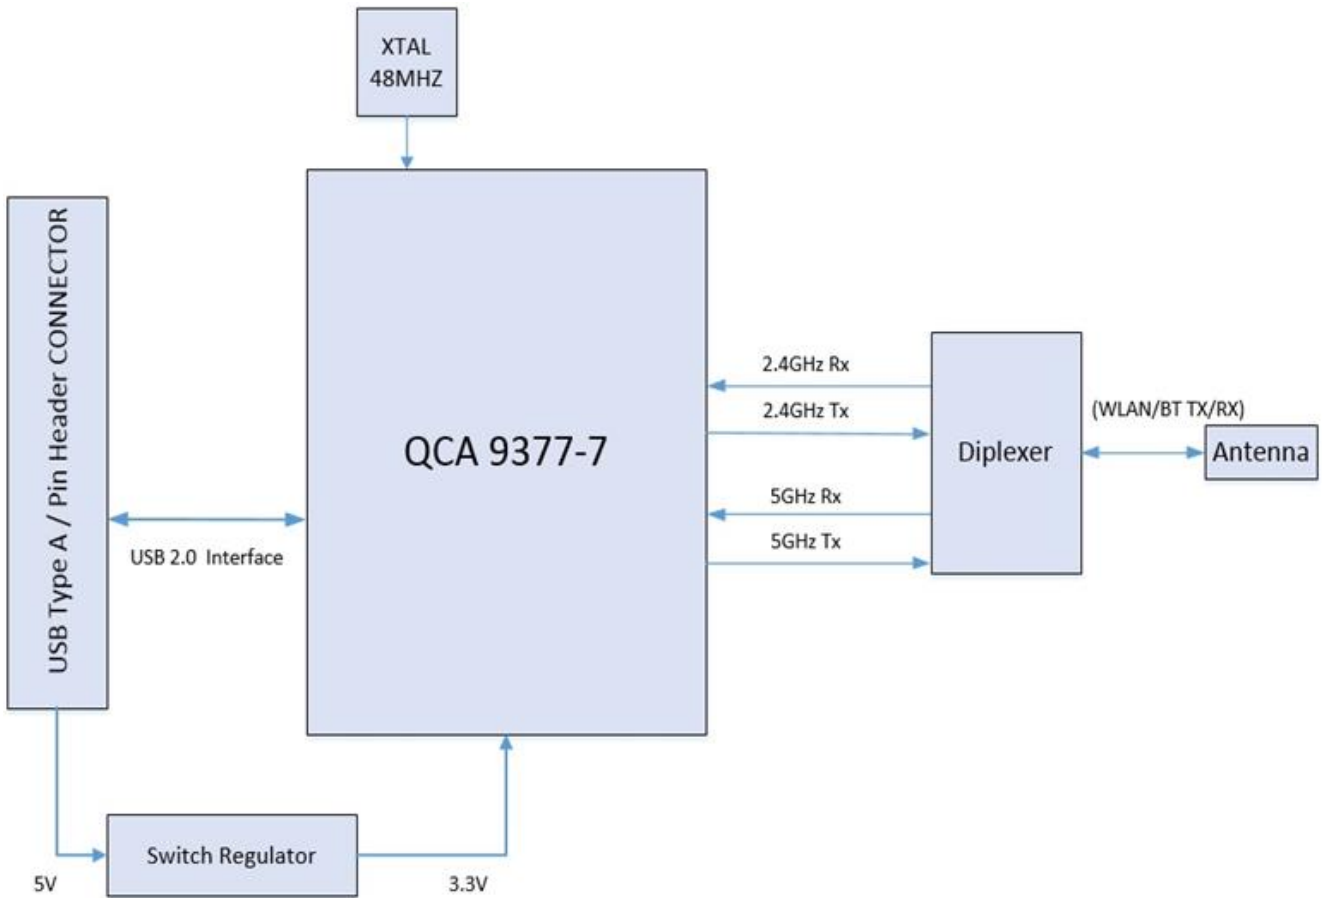 XTAL
48MHZ
USB Type A / Pin Header CONNECTOR
QCA 9377-7
2.4GHz Rx
2.4GHz Tx
5GHz Rx
5GHz Tx
Diplexer
(WLAN/BT TX/RX)
Antenna
USB 2.0 Interface
Switch Regulator
5V
3.3V